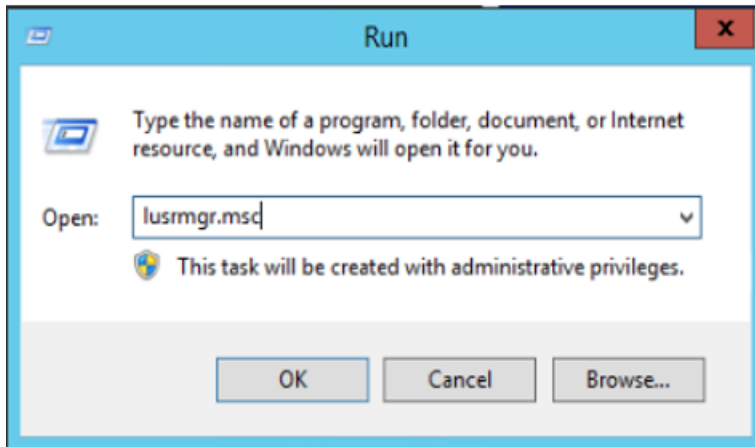 Run
x
Type the name of a program, folder, document, or Internet
resource, and Windows will open it for you.
Open: lusrmgr.msc
This task will be created with administrative privileges.
OK Cancel Browse...